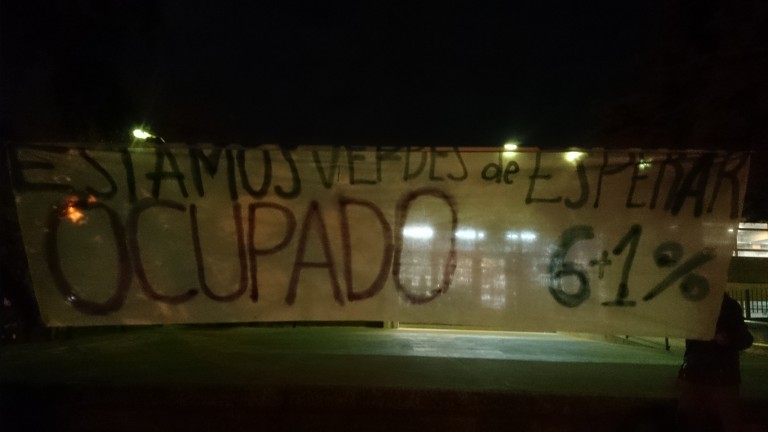 ESTAMOS VERDES de ESPERAR
OCUPADO 6+1%